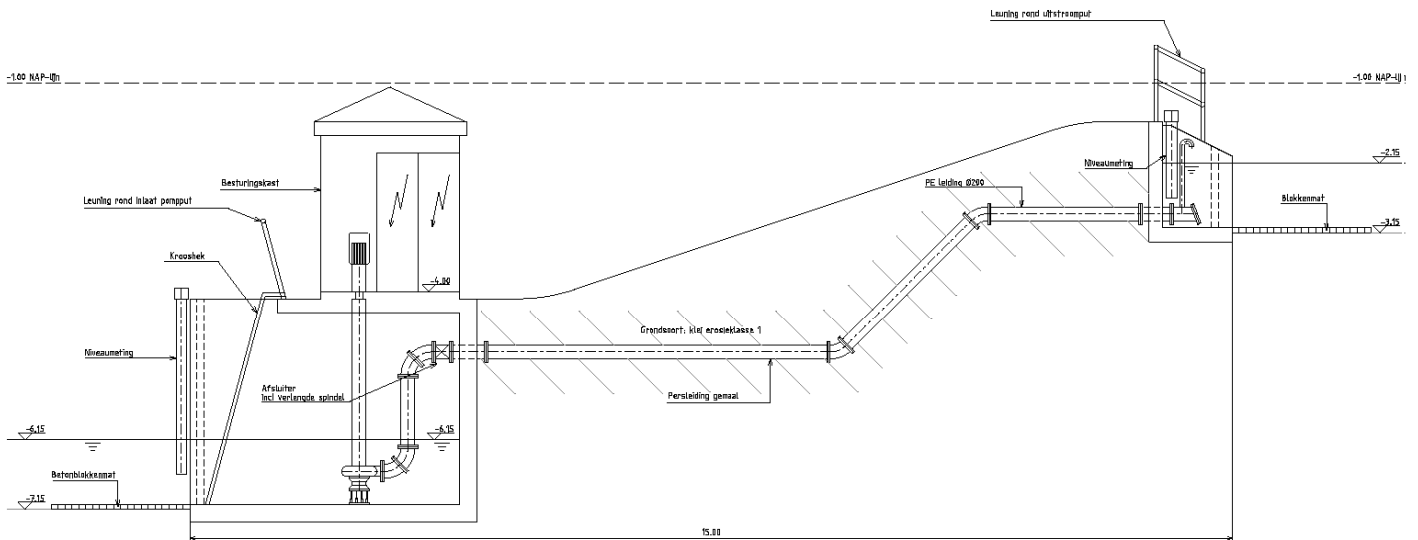 Leuning rond uitstroomput
-1.00 NAP-lijn
-1.00 NAP-lijn
Niveaumeting
-2.15
Besturingskast
PE leiding Ø200
Leuning rond inlaat pompput
Blokkenmat
-3.15
Krooshek
-4.00
Grondsoort: klei erosieklasse 1
Niveaumeting
Afsluiter
incl verlengde spindel
Persleiding gemaal
-6.15
-6.15
Betonblokkenmat
-7.15
15.00